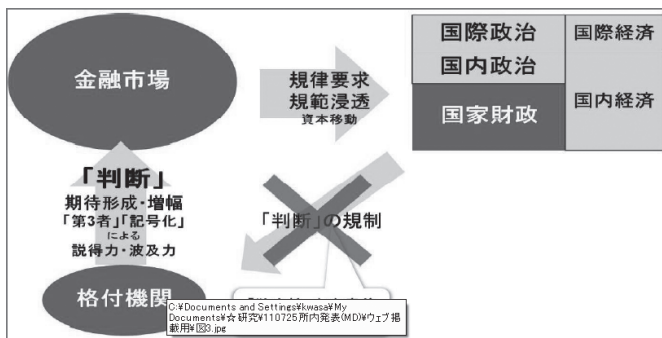 金融市場
規律要求
規範浸透
資本移動
国際政治
国内政治
国家財政
国際経済
国内経済
「判断」
期待形成・増幅
「第3者」「記号化」
による
説得力・波及力
「判断」の規制
格付機関
C:¥Documents and Settings¥kwasa¥My
Documents¥☆研究¥110725所内発表(MD)¥ウェブ掲
載用¥図3.jpg